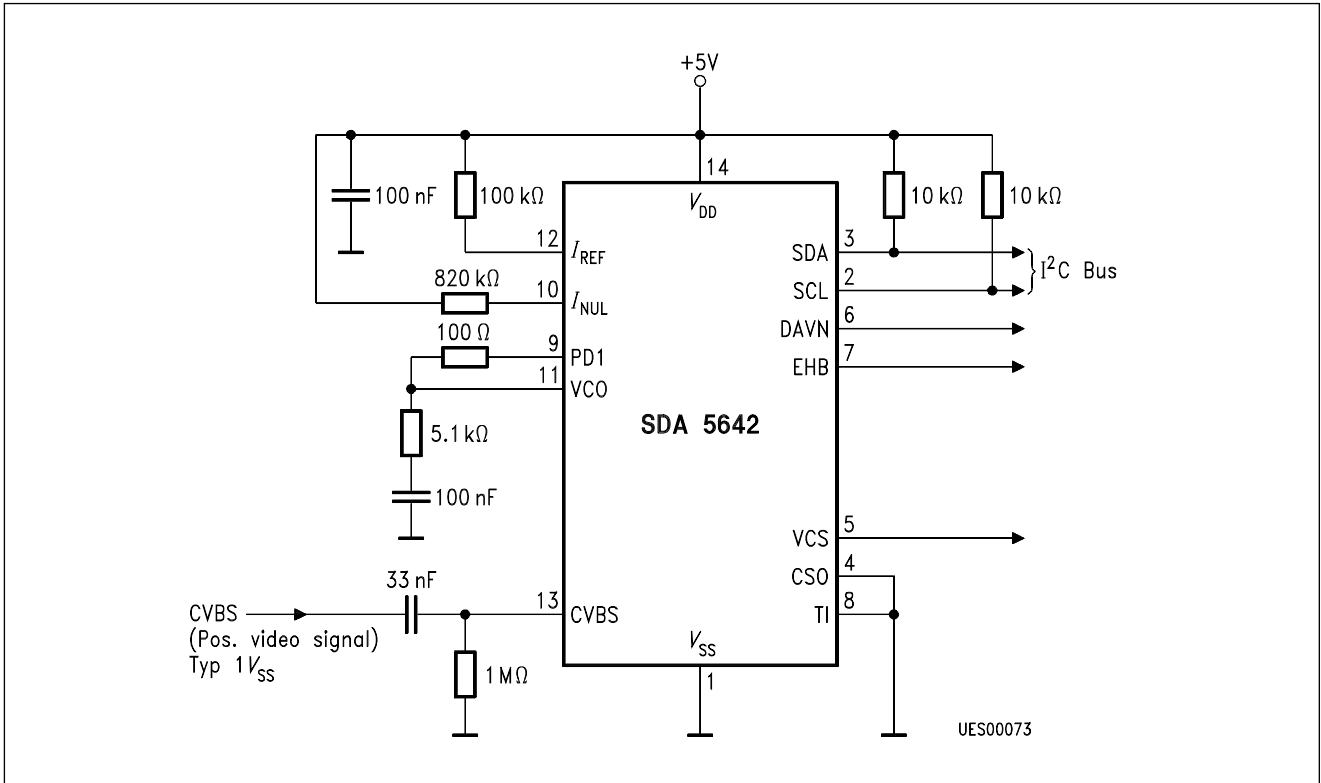 +5V
14
100 nF
100 kΩ
V_DD
10 kΩ
10 kΩ
12
I_REF
SDA
3
820 kΩ
10
I_NUL
SCL
2
I²C Bus
100 Ω
9
PD1
DAVN
6
11
VCO
EHB
7
5.1 kΩ
SDA 5642
100 nF
VCS
5
33 nF
CSO
4
CVBS
13
CVBS
TI
8
(Pos. video signal)
Typ 1V_SS
1 MΩ
V_SS
1
UES00073